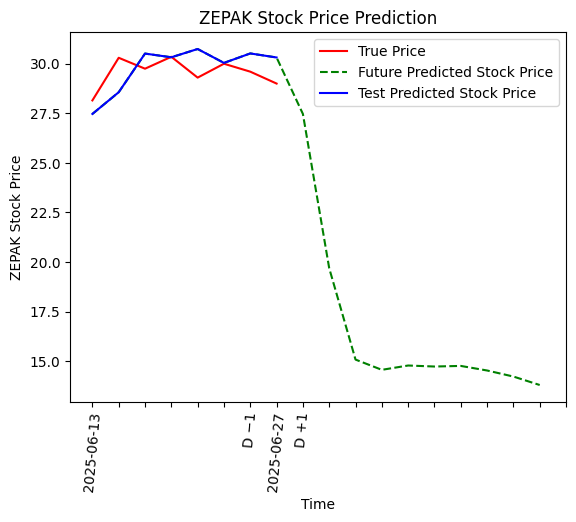 ZEPAK Stock Price Prediction
True Price
Future Predicted Stock Price
Test Predicted Stock Price
30.0
27.5
25.0
22.5
20.0
17.5
15.0
ZEPAK Stock Price
2025-06-13
D −1
2025-06-27
D +1
Time